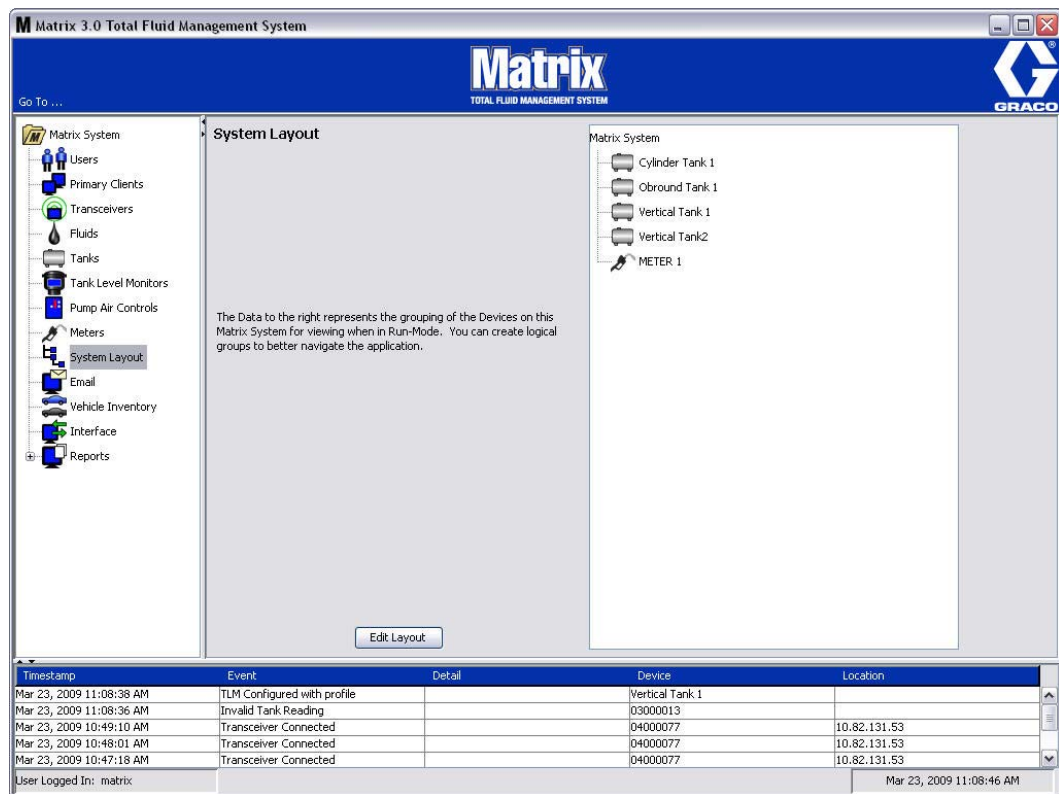 Matrix 3.0 Total Fluid Management System
Matrix
TOTAL FLUID MANAGEMENT SYSTEM
Go To ...
GRACO
Matrix System
Users
Primary Clients
Transceivers
Fluids
Tanks
Tank Level Monitors
Pump Air Controls
Meters
System Layout
Email
Vehicle Inventory
Interface
Reports
System Layout
The Data to the right represents the grouping of the Devices on this
Matrix System for viewing when in Run-Mode. You can create logical
groups to better navigate the application.
Edit Layout
Matrix System
Cylinder Tank 1
Obround Tank 1
Vertical Tank 1
Vertical Tank2
METER 1
Timestamp Event Detail Device Location
Mar 23, 2009 11:08:38 AM TLM Configured with profile Vertical Tank 1
Mar 23, 2009 11:08:36 AM Invalid Tank Reading 03000013
Mar 23, 2009 10:49:10 AM Transceiver Connected 04000077 10.82.131.53
Mar 23, 2009 10:48:01 AM Transceiver Connected 04000077 10.82.131.53
Mar 23, 2009 10:47:18 AM Transceiver Connected 04000077 10.82.131.53
User Logged In: matrix Mar 23, 2009 11:08:46 AM